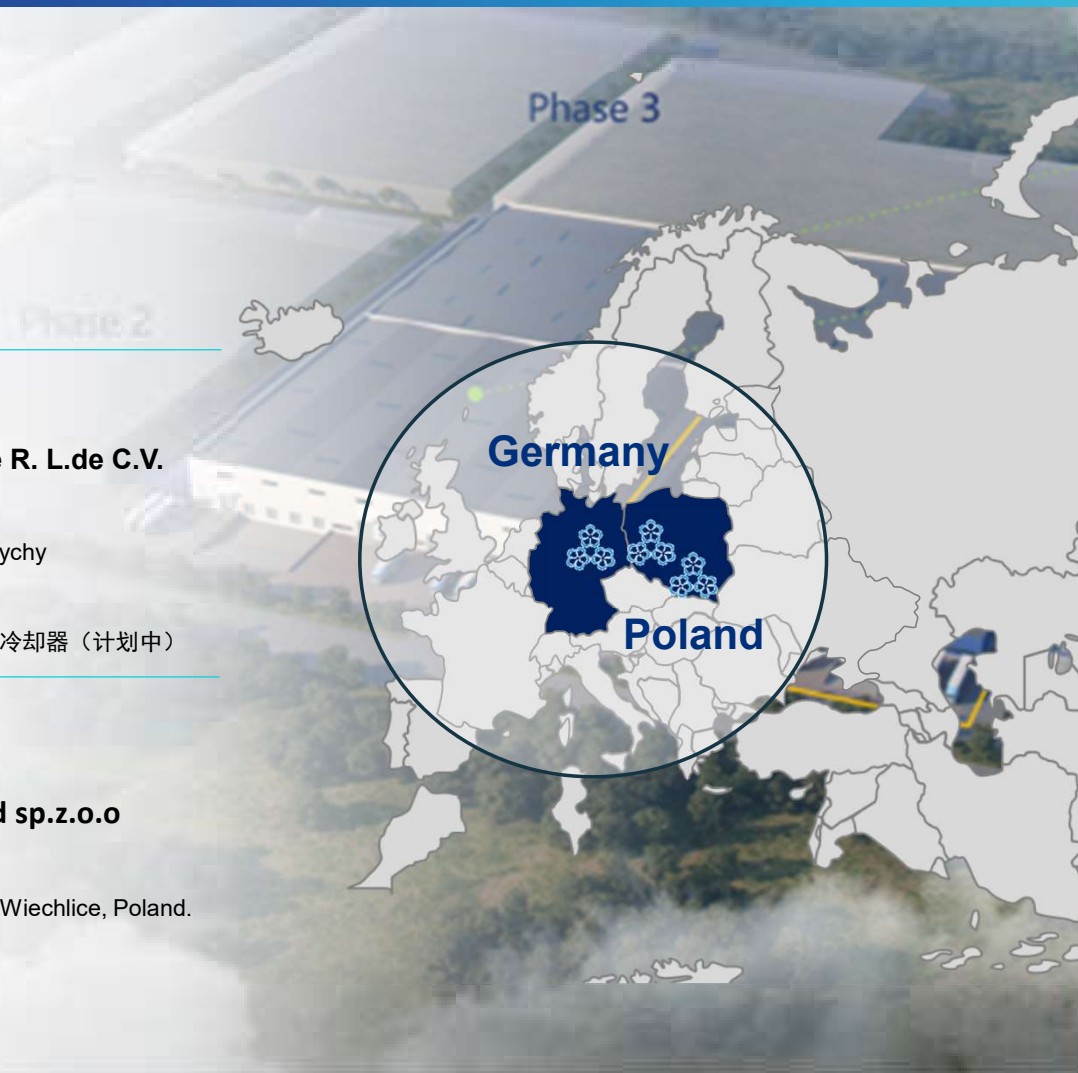 Phase 3
Phase 2
e R. L.de C.V.
ychy
冷却器（计划中）
d sp.z.o.o
Wiechlice, Poland.
Germany
Poland